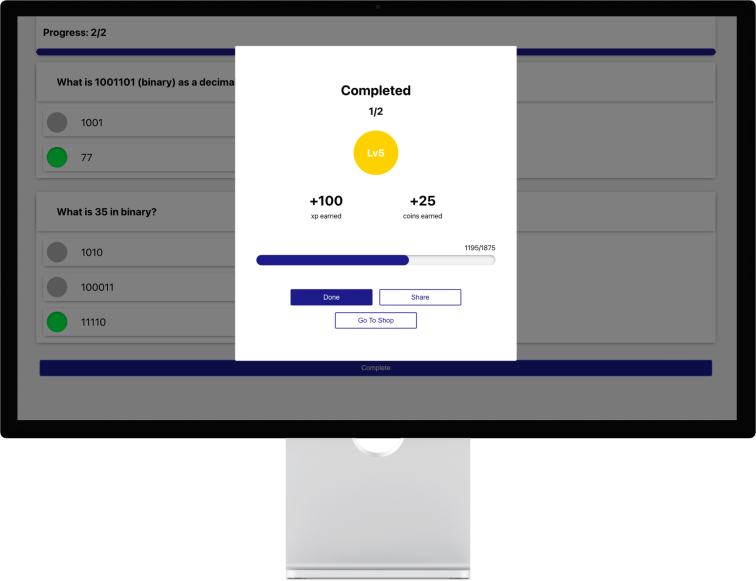 Progress: 2/2
What is 1001101 (binary) as a decima
1001
77
What is 35 in binary?
1010
100011
11110
Complete
Completed
1/2
Lv5
+100
xp earned
+25
coins earned
1195/1875
Done
Share
Go To Shop